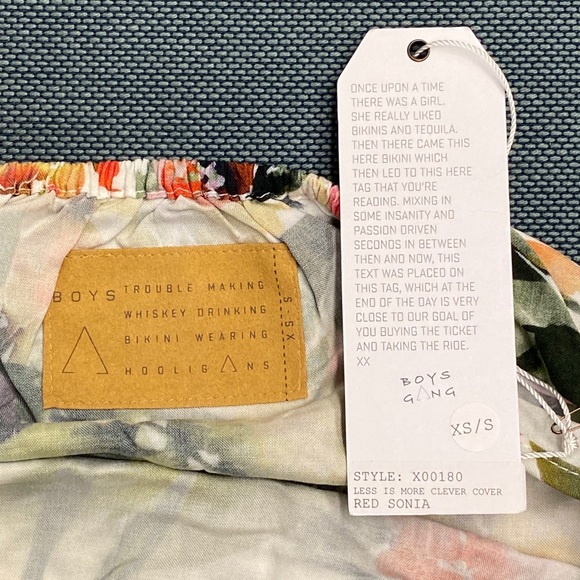 ONCE UPON A TIME
THERE WAS A GIRL.
SHE REALLY LIKED
BIKINIS AND TEQUILA.
THEN THERE CAME THIS
HERE BIKINI WHICH
THEN LED TO THIS HERE
TAG THAT YOU'RE
READING. MIXING IN
SOME INSANITY AND
PASSION DRIVEN
SECONDS IN BETWEEN
THEN AND NOW, THIS
TEXT WAS PLACED ON
THIS TAG, WHICH AT THE
END OF THE DAY IS VERY
CLOSE TO OUR GOAL OF
YOU BUYING THE TICKET
AND TAKING THE RIDE.
XX
BOYS
GΛNG
XS/S
STYLE: X00180
LESS IS MORE CLEVER COVER
RED SONIA
BOYS
Λ
TROUBLE MAKING
WHISKEY DRINKING
BIKINI WEARING
HOOLIGΛNS
XS-S